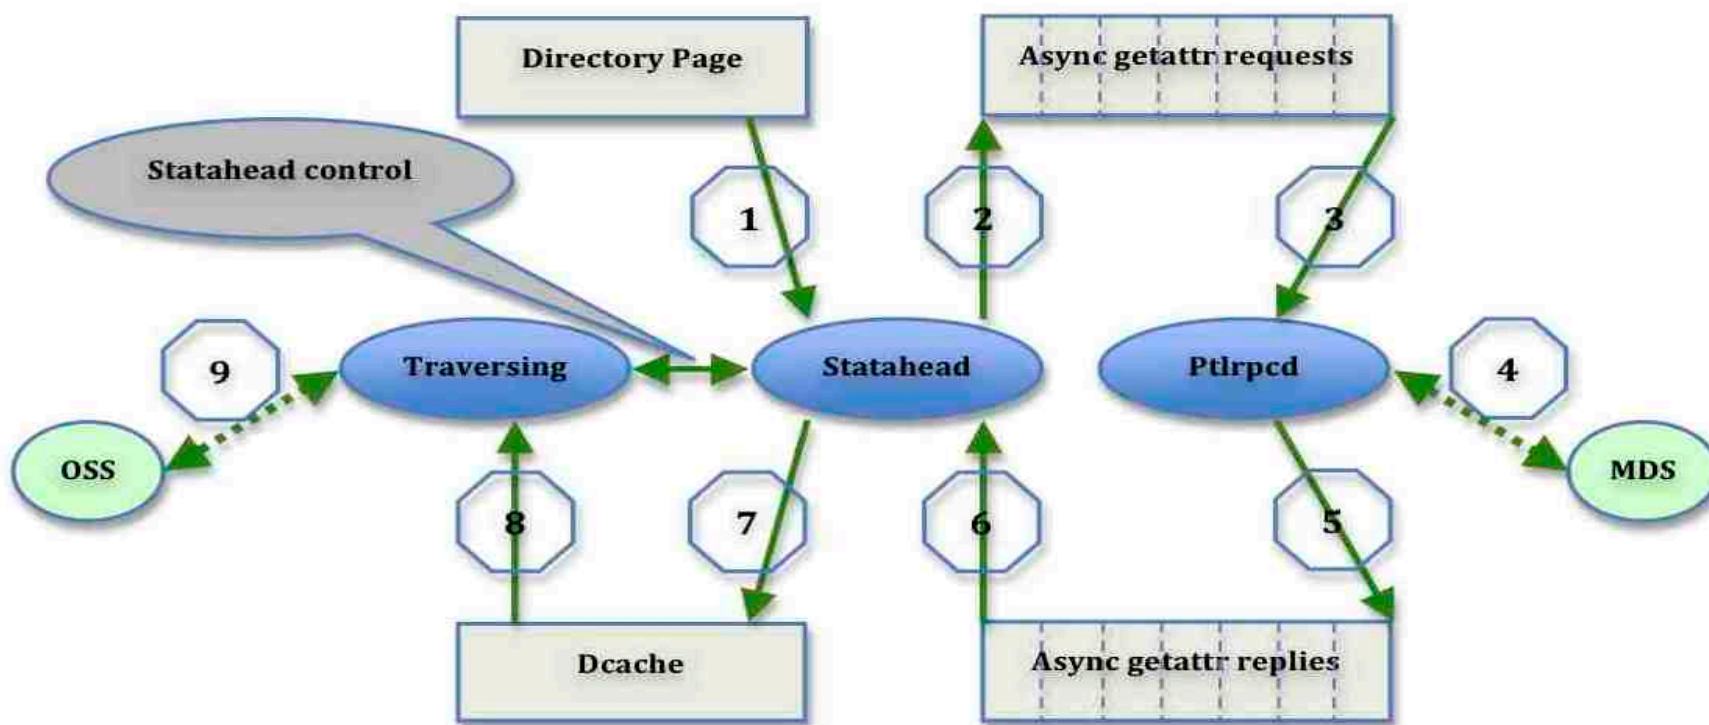 Directory Page
Async getattr requests
Statahead control
1
2
3
9
Traversing
Statahead
Ptlrpcd
4
OSS
MDS
8
7
6
5
Dcache
Async getattr replies